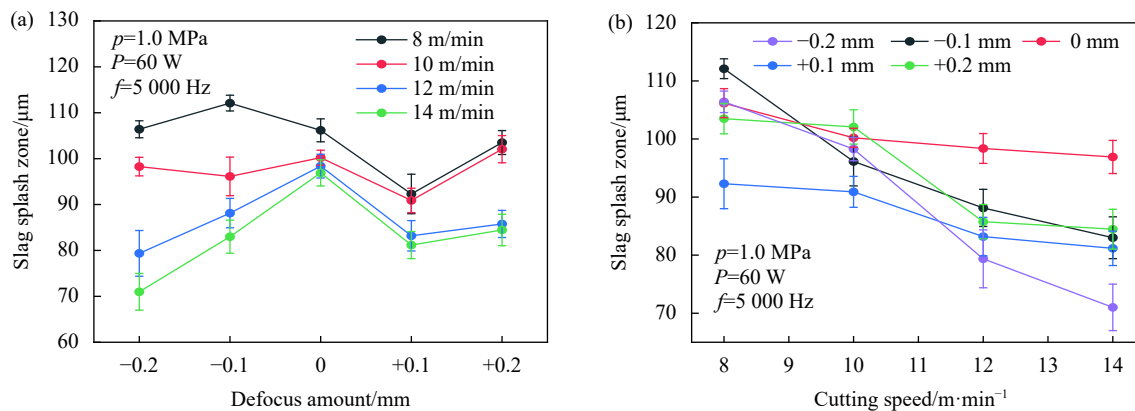 (a)
130
120
110
100
90
80
70
60
Slag splash zone/μm
p=1.0 MPa
P=60 W
f=5 000 Hz
8 m/min
10 m/min
12 m/min
14 m/min
−0.2 −0.1 0 +0.1 +0.2
Defocus amount/mm
(b)
120
110
100
90
80
70
Slag splash zone/μm
−0.2 mm −0.1 mm 0 mm
+0.1 mm +0.2 mm
p=1.0 MPa
P=60 W
f=5 000 Hz
8 9 10 11 12 13 14
Cutting speed/m·min⁻¹